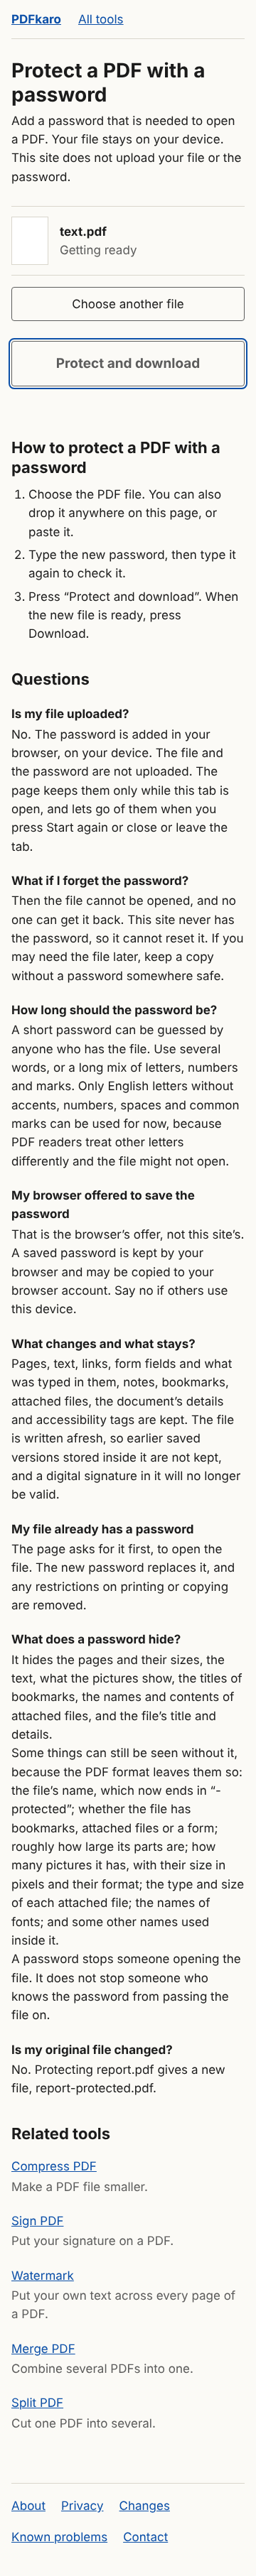 PDFkaro All tools
Protect a PDF with a
password
Add a password that is needed to open
a PDF. Your file stays on your device.
This site does not upload your file or the
password.
text.pdf
Getting ready
Choose another file
Protect and download
How to protect a PDF with a
password
1. Choose the PDF file. You can also
drop it anywhere on this page, or
paste it.
2. Type the new password, then type it
again to check it.
3. Press “Protect and download”. When
the new file is ready, press
Download.
Questions
Is my file uploaded?
No. The password is added in your
browser, on your device. The file and
the password are not uploaded. The
page keeps them only while this tab is
open, and lets go of them when you
press Start again or close or leave the
tab.
What if I forget the password?
Then the file cannot be opened, and no
one can get it back. This site never has
the password, so it cannot reset it. If you
may need the file later, keep a copy
without a password somewhere safe.
How long should the password be?
A short password can be guessed by
anyone who has the file. Use several
words, or a long mix of letters, numbers
and marks. Only English letters without
accents, numbers, spaces and common
marks can be used for now, because
PDF readers treat other letters
differently and the file might not open.
My browser offered to save the
password
That is the browser’s offer, not this site’s.
A saved password is kept by your
browser and may be copied to your
browser account. Say no if others use
this device.
What changes and what stays?
Pages, text, links, form fields and what
was typed in them, notes, bookmarks,
attached files, the document’s details
and accessibility tags are kept. The file
is written afresh, so earlier saved
versions stored inside it are not kept,
and a digital signature in it will no longer
be valid.
My file already has a password
The page asks for it first, to open the
file. The new password replaces it, and
any restrictions on printing or copying
are removed.
What does a password hide?
It hides the pages and their sizes, the
text, what the pictures show, the titles of
bookmarks, the names and contents of
attached files, and the file’s title and
details.
Some things can still be seen without it,
because the PDF format leaves them so:
the file’s name, which now ends in “-
protected”; whether the file has
bookmarks, attached files or a form;
roughly how large its parts are; how
many pictures it has, with their size in
pixels and their format; the type and size
of each attached file; the names of
fonts; and some other names used
inside it.
A password stops someone opening the
file. It does not stop someone who
knows the password from passing the
file on.
Is my original file changed?
No. Protecting report.pdf gives a new
file, report-protected.pdf.
Related tools
Compress PDF
Make a PDF file smaller.
Sign PDF
Put your signature on a PDF.
Watermark
Put your own text across every page of
a PDF.
Merge PDF
Combine several PDFs into one.
Split PDF
Cut one PDF into several.
About Privacy Changes
Known problems Contact